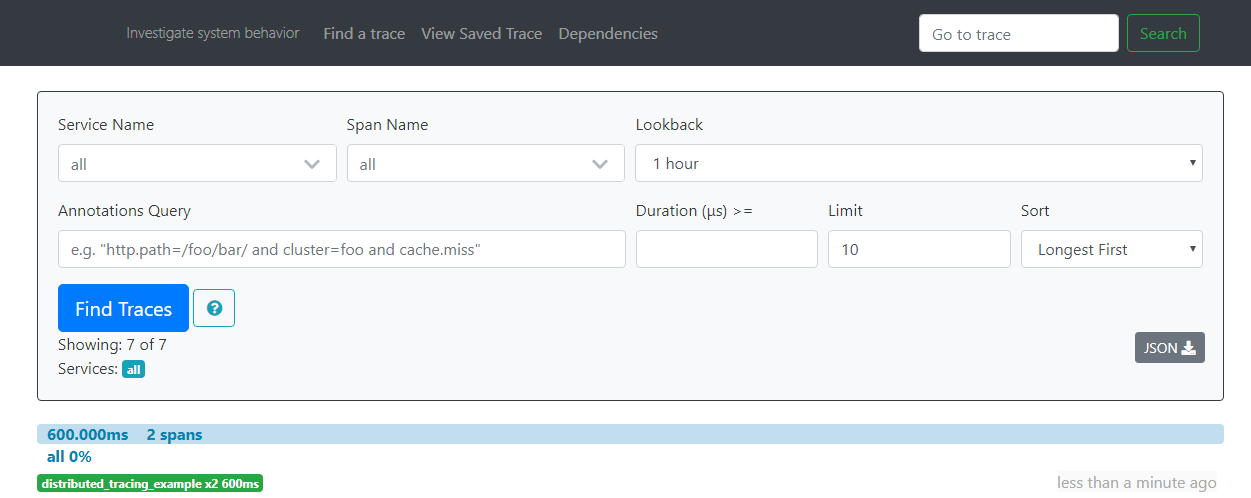 Investigate system behavior Find a trace View Saved Trace Dependencies Go to trace Search
Service Name Span Name Lookback
all all 1 hour
Annotations Query Duration (μs) >= Limit Sort
e.g. "http.path=/foo/bar/ and cluster=foo and cache.miss" 10 Longest First
Find Traces ?
Showing: 7 of 7
JSON
Services: all
600.000ms 2 spans
all 0%
distributed_tracing_example x2 600ms less than a minute ago